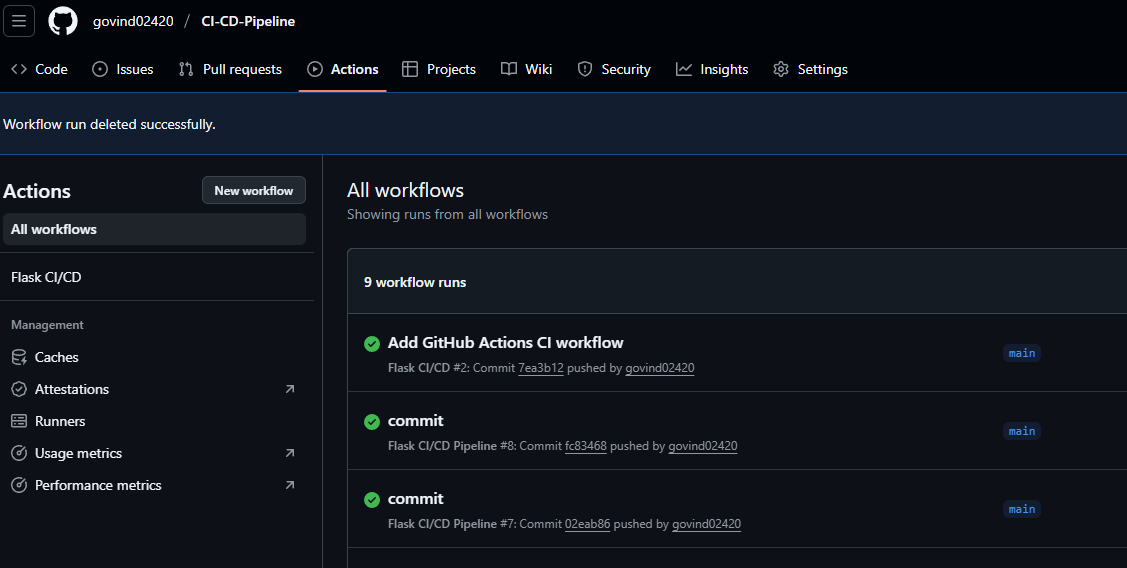 govind02420 / CI-CD-Pipeline
Code Issues Pull requests Actions Projects Wiki Security Insights Settings
Workflow run deleted successfully.
Actions
New workflow
All workflows
Flask CI/CD
Management
Caches
Attestations
Runners
Usage metrics
Performance metrics
All workflows
Showing runs from all workflows
9 workflow runs
Add GitHub Actions CI workflow
Flask CI/CD #2: Commit 7ea3b12 pushed by govind02420
main
commit
Flask CI/CD Pipeline #8: Commit fc83468 pushed by govind02420
main
commit
Flask CI/CD Pipeline #7: Commit 02eab86 pushed by govind02420
main